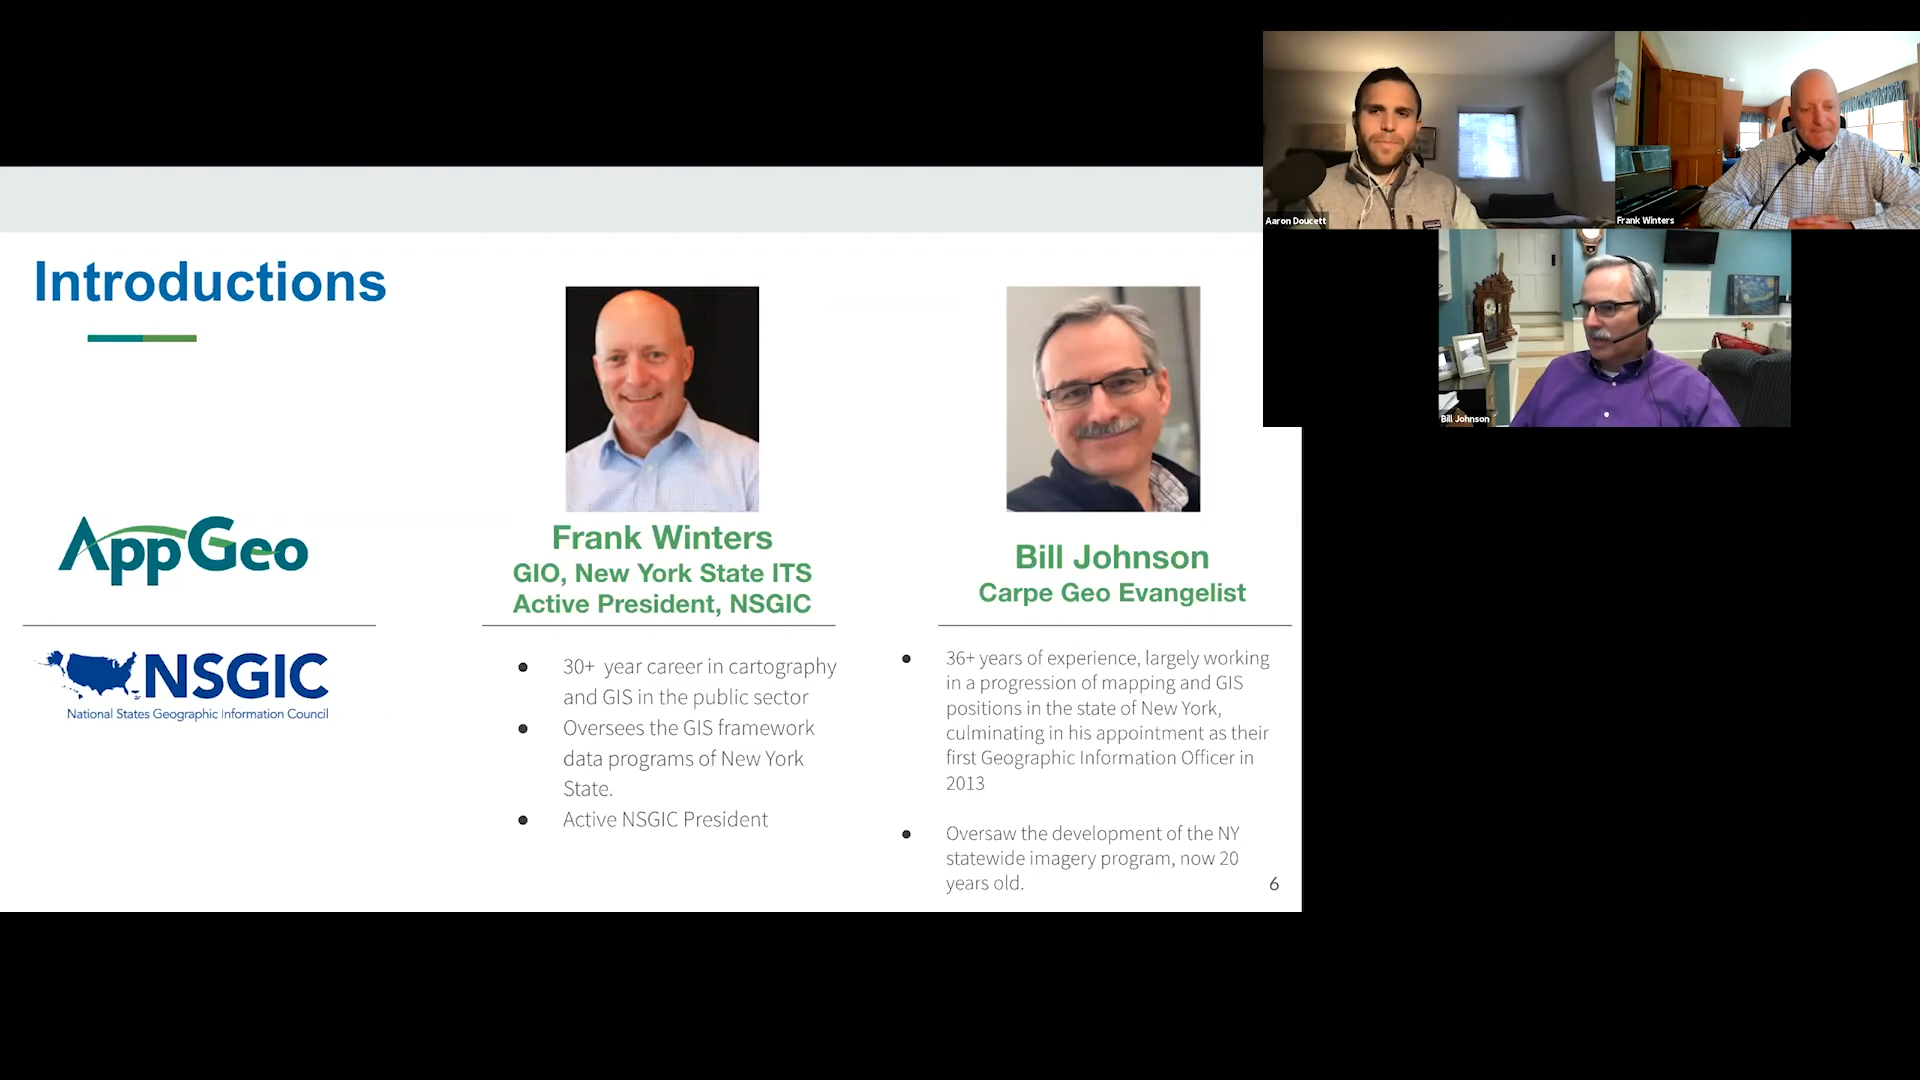 Introductions
AppGeo
NSGIC
National States Geographic Information Council
Frank Winters
GIO, New York State ITS
Active President, NSGIC
● 30+ year career in cartography
and GIS in the public sector
● Oversees the GIS framework
data programs of New York
State.
● Active NSGIC President
Bill Johnson
Carpe Geo Evangelist
● 36+ years of experience, largely working
in a progression of mapping and GIS
positions in the state of New York,
culminating in his appointment as their
first Geographic Information Officer in
2013
● Oversaw the development of the NY
statewide imagery program, now 20
years old.
6
Aaron Doucett
Frank Winters
Bill Johnson